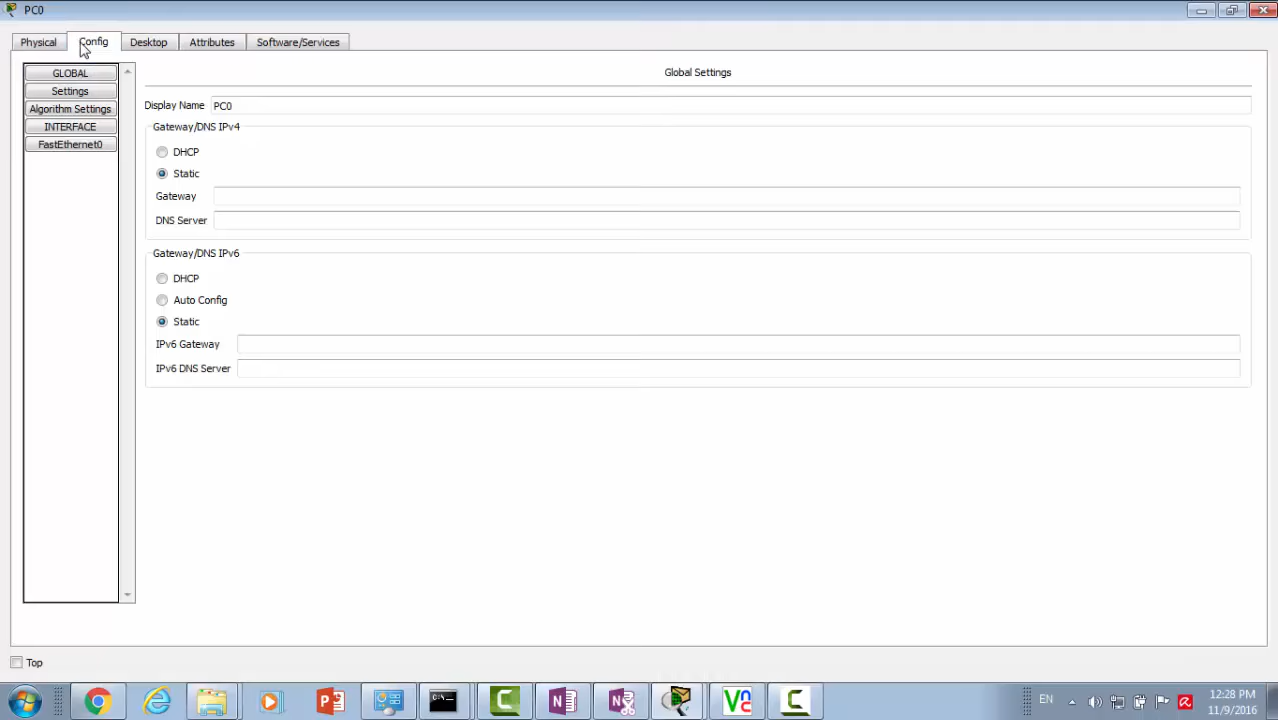 PC0
Physical Config Desktop Attributes Software/Services
GLOBAL
Settings
Algorithm Settings
INTERFACE
FastEthernet0
Global Settings
Display Name PC0
Gateway/DNS IPv4
DHCP
Static
Gateway
DNS Server
Gateway/DNS IPv6
DHCP
Auto Config
Static
IPv6 Gateway
IPv6 DNS Server
Top
EN
12:28 PM
11/9/2016